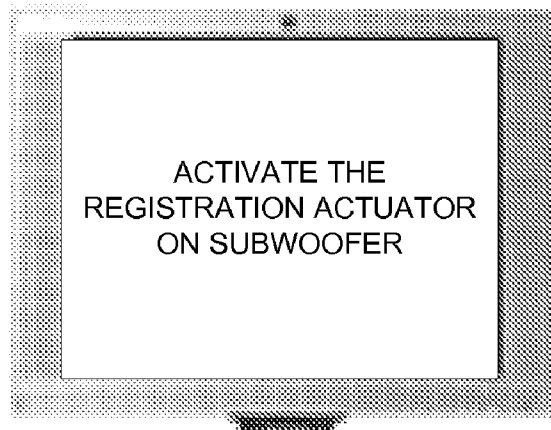 ACTIVATE THE
REGISTRATION ACTUATOR
ON SUBWOOFER